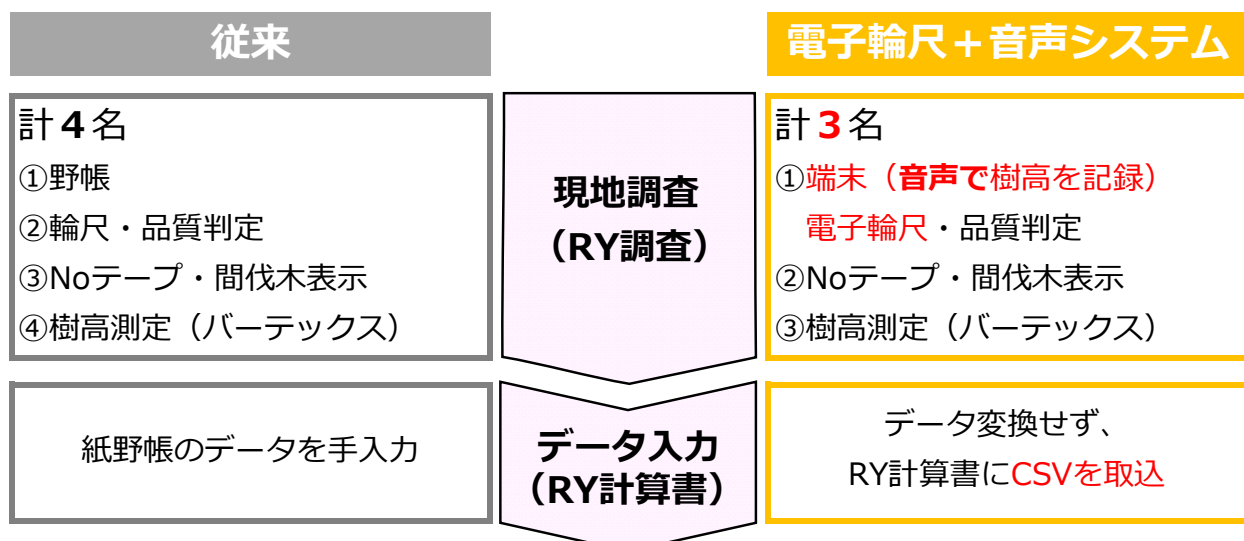 従来
電子輪尺＋音声システム
計4名
①野帳
②輪尺・品質判定
③Noテープ・間伐木表示
④樹高測定（バーテックス）
現地調査
（RY調査）
計3名
①端末（音声で樹高を記録）
電子輪尺・品質判定
②Noテープ・間伐木表示
③樹高測定（バーテックス）
紙野帳のデータを手入力
データ入力
（RY計算書）
データ変換せず、
RY計算書にCSVを取込